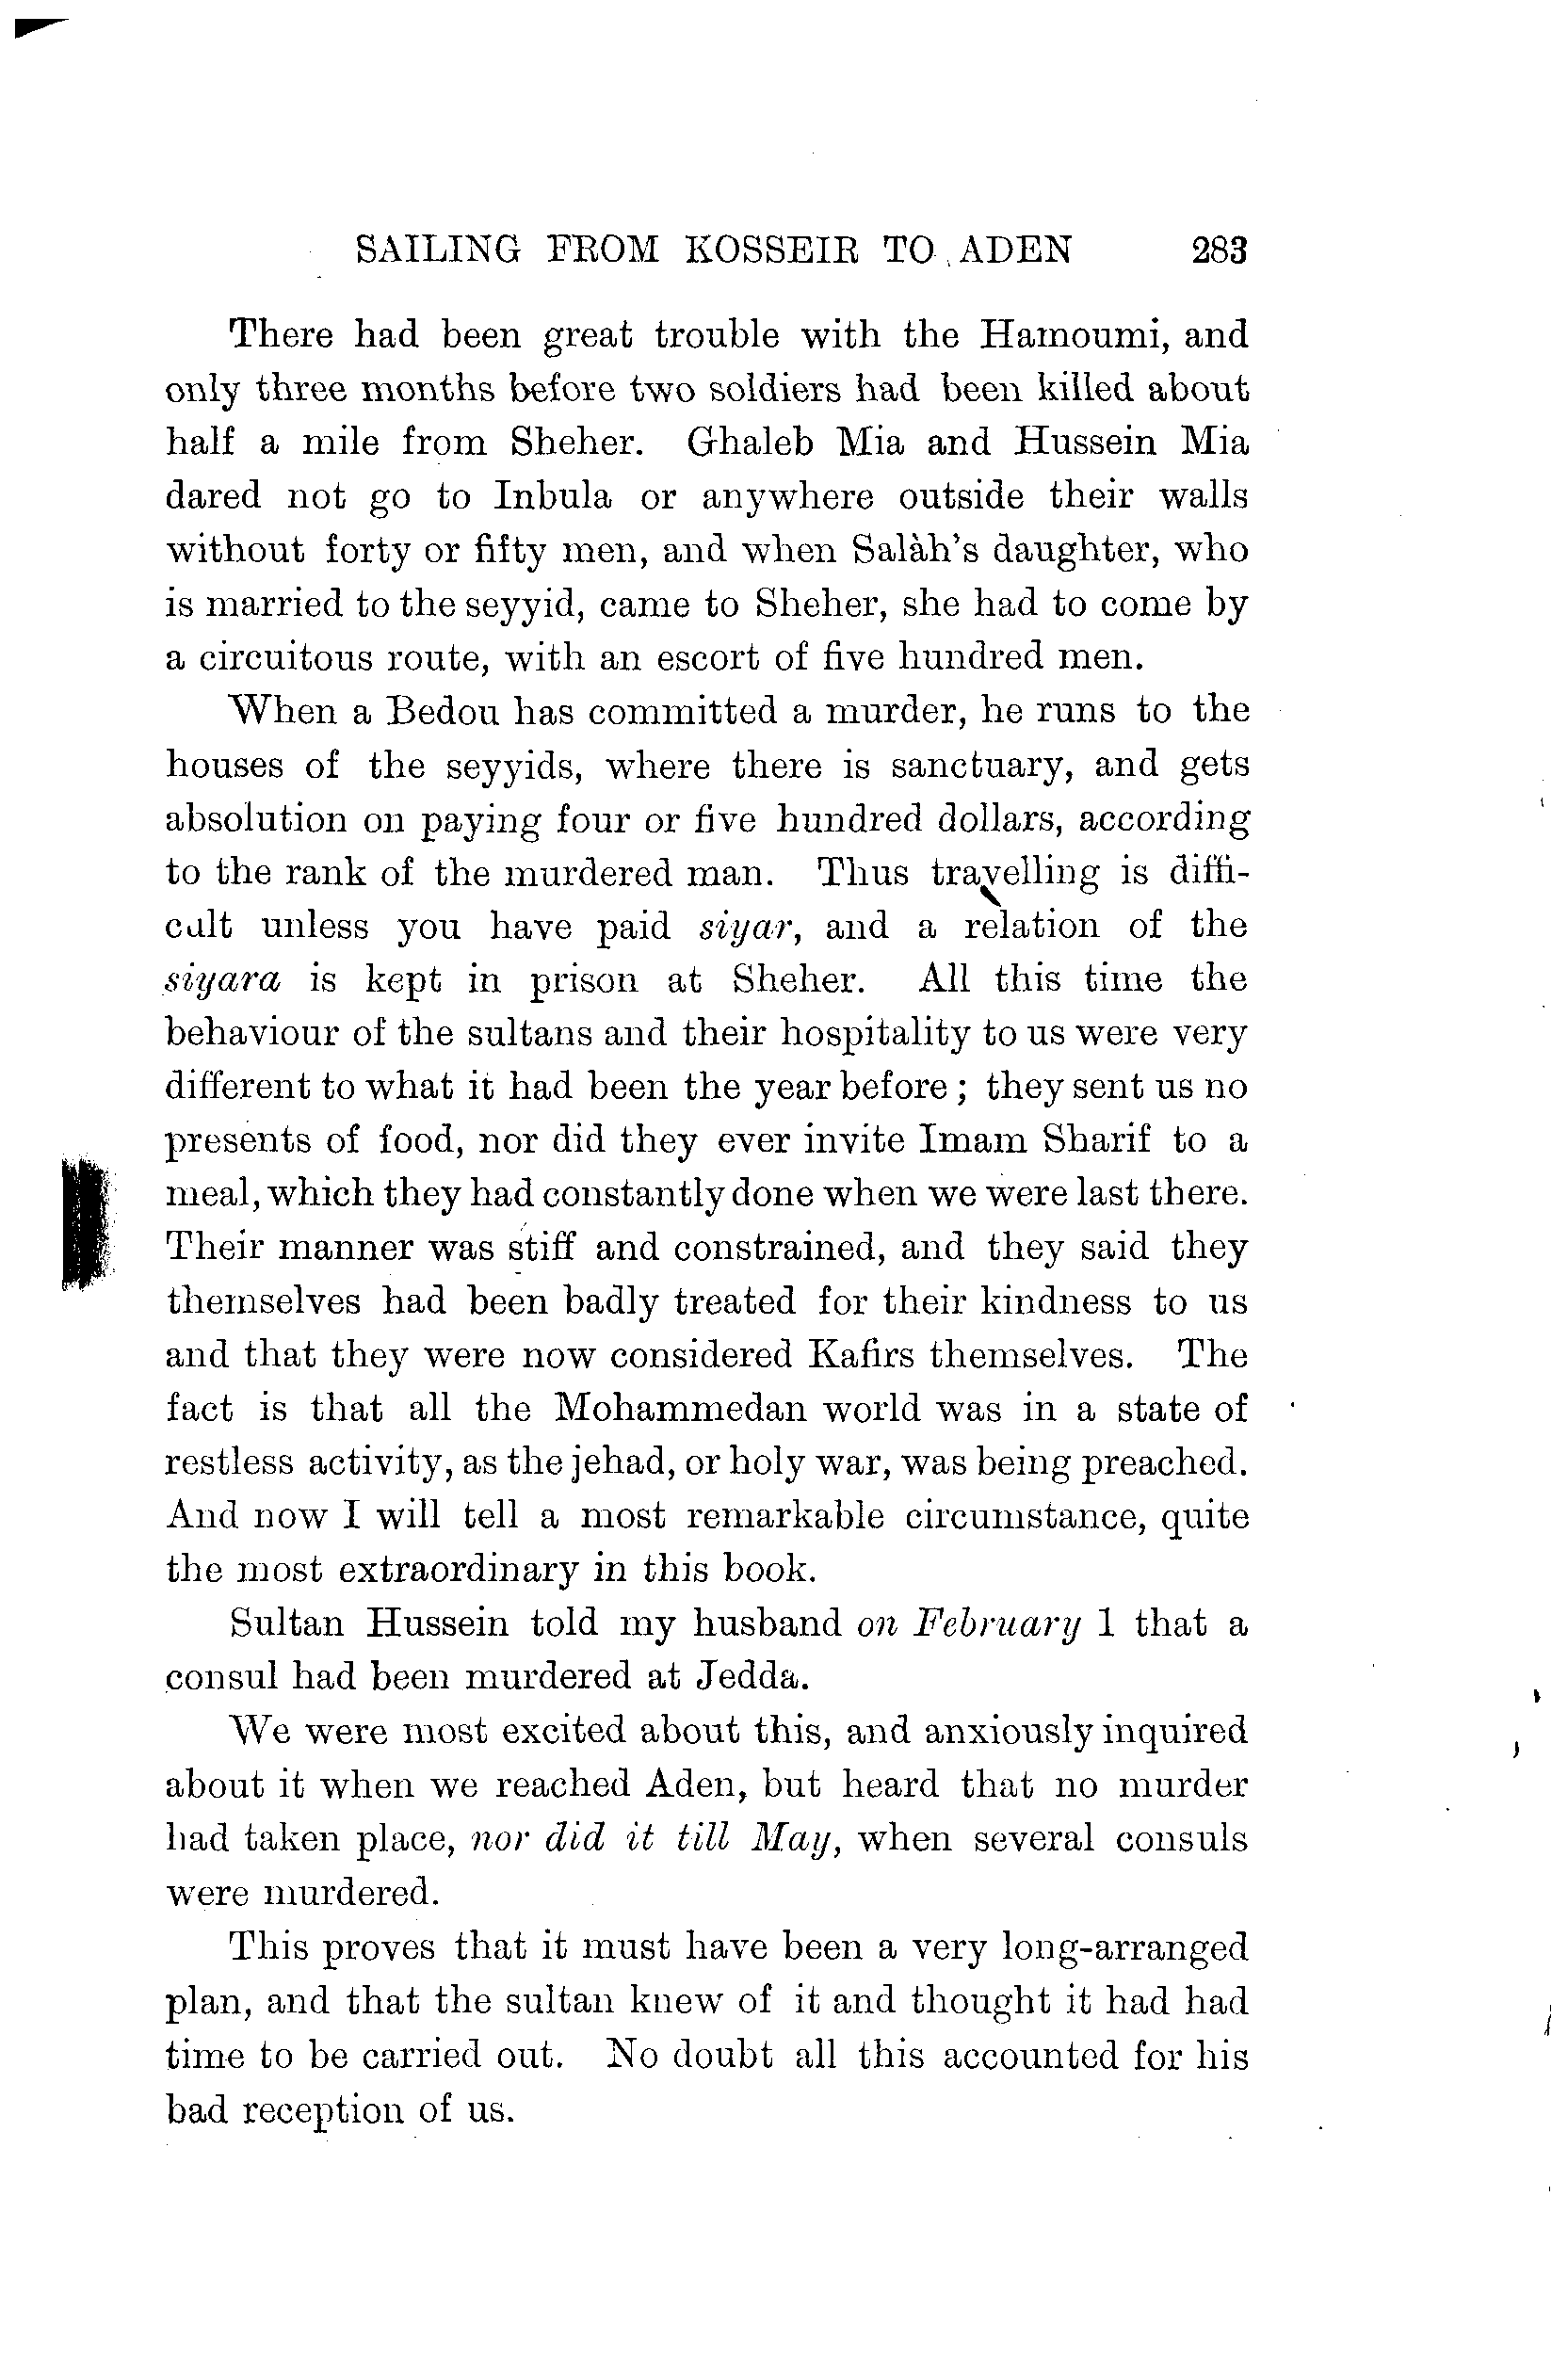 SAILING FROM KOSSEIR TO ADEN 283
There had been great trouble with the Hamoumi, and
only three months before two soldiers had been killed about
half a mile from Sheher. Ghaleb Mia and Hussein Mia
dared not go to Inbula or anywhere outside their walls
without forty or fifty men, and when Salàh's daughter, who
is married to the seyyid, came to Sheher, she had to come by
a circuitous route, with an escort of five hundred men.
When a Bedou has committed a murder, he runs to the
houses of the seyyids, where there is sanctuary, and gets
absolution on paying four or five hundred dollars, according
to the rank of the murdered man. Thus travelling is diffi-
cult unless you have paid siyar, and a relation of the
siyara is kept in prison at Sheher. All this time the
behaviour of the sultans and their hospitality to us were very
different to what it had been the year before; they sent us no
presents of food, nor did they ever invite Imam Sharif to a
meal, which they had constantly done when we were last there.
Their manner was stiff and constrained, and they said they
themselves had been badly treated for their kindness to us
and that they were now considered Kafirs themselves. The
fact is that all the Mohammedan world was in a state of
restless activity, as the jehad, or holy war, was being preached.
And now I will tell a most remarkable circumstance, quite
the most extraordinary in this book.
Sultan Hussein told my husband on February 1 that a
consul had been murdered at Jedda.
We were most excited about this, and anxiously inquired
about it when we reached Aden, but heard that no murder
had taken place, nor did it till May, when several consuls
were murdered.
This proves that it must have been a very long-arranged
plan, and that the sultan knew of it and thought it had had
time to be carried out. No doubt all this accounted for his
bad reception of us.